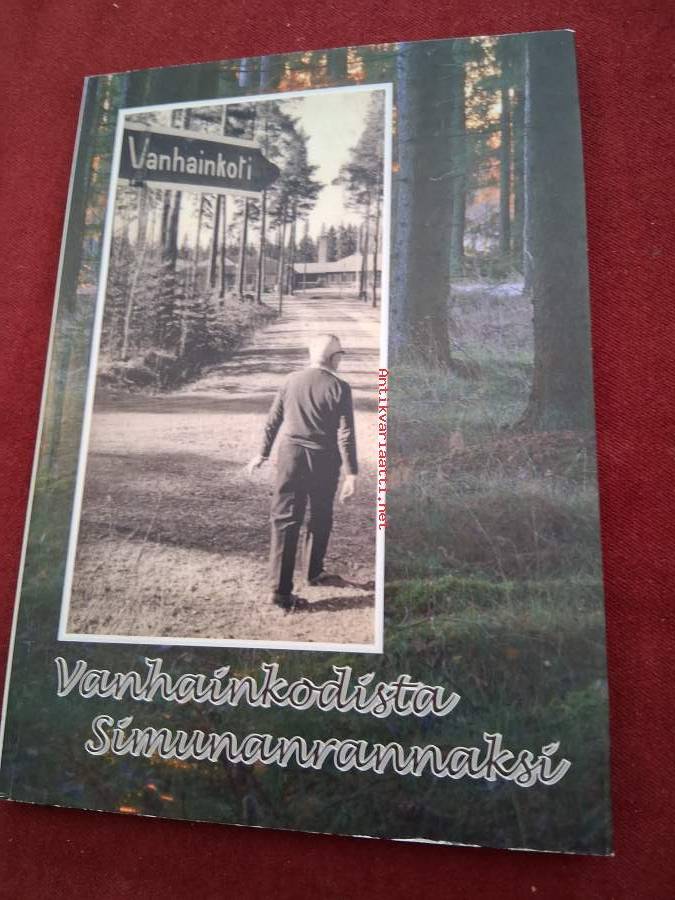 Vanhainkoti
Antikvariaatti.net
Vanhainkodista
Simunanrannaksi